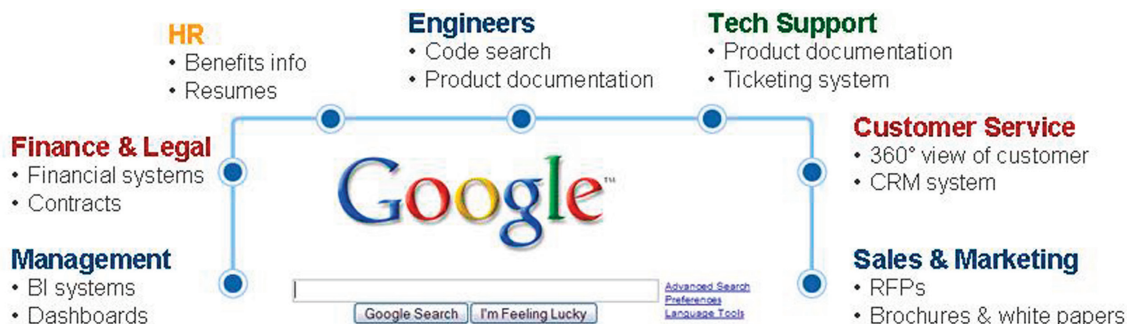 HR
• Benefits info
• Resumes
Engineers
• Code search
• Product documentation
Tech Support
• Product documentation
• Ticketing system
Finance & Legal
• Financial systems
• Contracts
Customer Service
• 360° view of customer
• CRM system
Google™
Management
• BI systems
• Dashboards
Advanced Search
Preferences
Language Tools
Google Search
I'm Feeling Lucky
Sales & Marketing
• RFPs
• Brochures & white papers